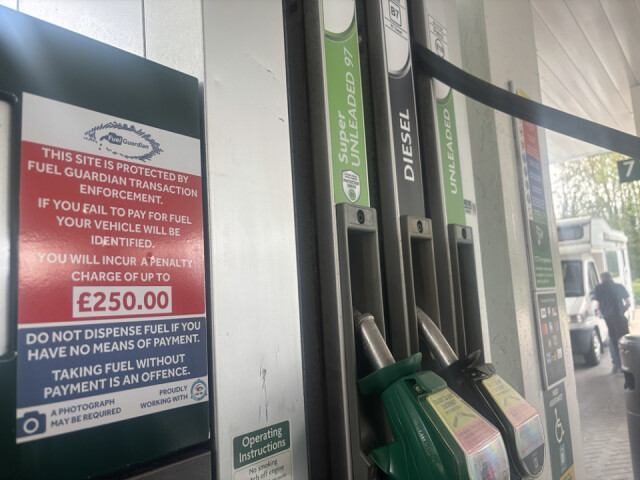 Fuel Guardian
THIS SITE IS PROTECTED BY
FUEL GUARDIAN TRANSACTION
ENFORCEMENT.
IF YOU FAIL TO PAY FOR FUEL
YOUR VEHICLE WILL BE
IDENTIFIED.
YOU WILL INCUR A PENALTY
CHARGE OF UP TO
£250.00
DO NOT DISPENSE FUEL IF YOU
HAVE NO MEANS OF PAYMENT.
TAKING FUEL WITHOUT
PAYMENT IS AN OFFENCE.
A PHOTOGRAPH
MAY BE REQUIRED
PROUDLY
WORKING WITH
Operating
Instructions
No smoking
Super
UNLEADED 97
DIESEL
UNLEADED
7